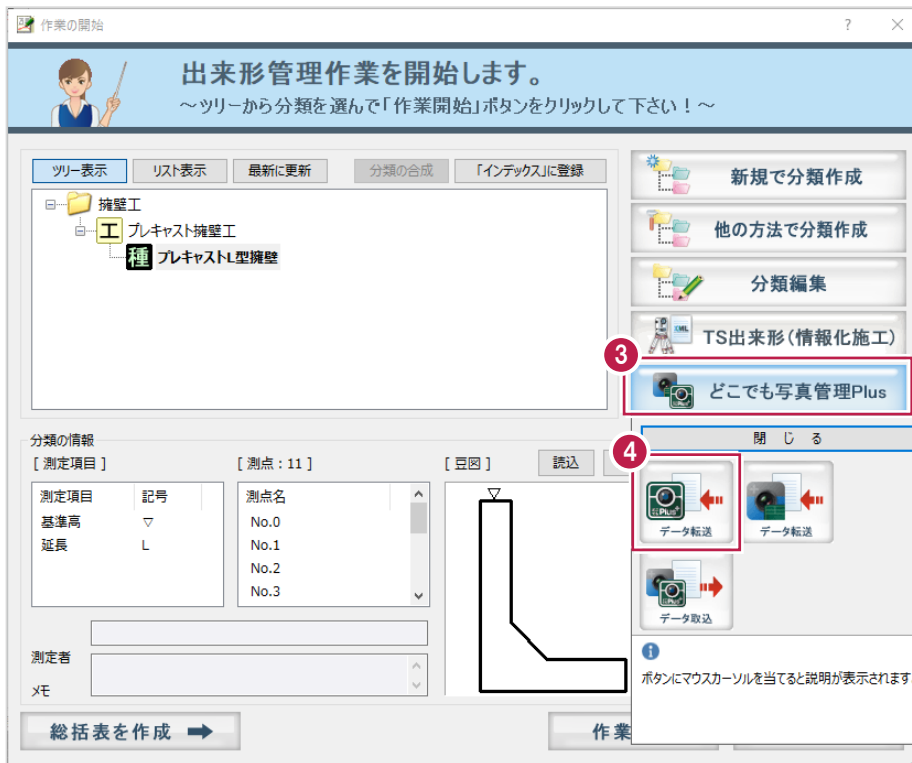 作業の開始
出来形管理作業を開始します。
～ツリーから分類を選んで「作業開始」ボタンをクリックして下さい！～
ツリー表示 リスト表示 最新に更新 分類の合成 「インデックス」に登録
擁壁工
工 プレキャスト擁壁工
種 プレキャストL型擁壁
新規で分類作成
他の方法で分類作成
分類編集
XML
TS出来形(情報化施工)
3
どこでも写真管理Plus
閉じる
4
Plus+
データ転送 データ転送
データ取込
ボタンにマウスカーソルを当てると説明が表示されます
分類の情報
[ 測定項目 ] [ 測点 : 11 ] [ 豆図 ] 読込
測定項目 記号
基準高 ▽
延長 L
測点名
No.0
No.1
No.2
No.3
測定者
メモ
総括表を作成
作業